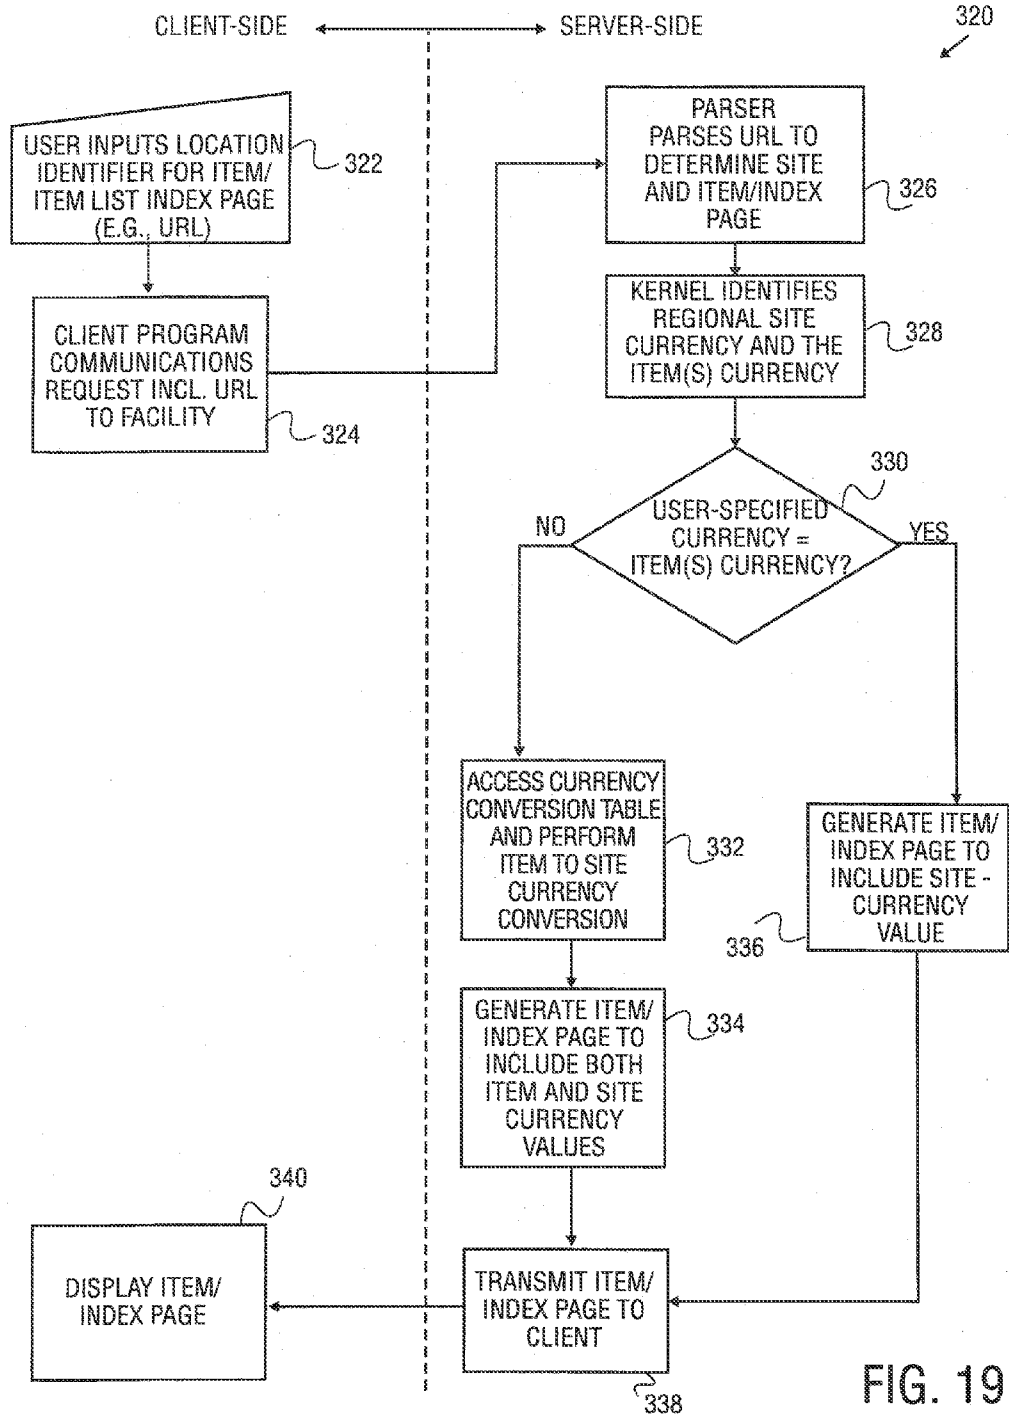 CLIENT-SIDE
SERVER-SIDE
320
USER INPUTS LOCATION
IDENTIFIER FOR ITEM/
ITEM LIST INDEX PAGE
(E.G., URL)
322
CLIENT PROGRAM
COMMUNICATIONS
REQUEST INCL. URL
TO FACILITY
324
PARSER
PARSES URL TO
DETERMINE SITE
AND ITEM/INDEX
PAGE
326
KERNEL IDENTIFIES
REGIONAL SITE
CURRENCY AND THE
ITEM(S) CURRENCY
328
330
USER-SPECIFIED
CURRENCY =
ITEM(S) CURRENCY?
NO
YES
ACCESS CURRENCY
CONVERSION TABLE
AND PERFORM
ITEM TO SITE
CURRENCY
CONVERSION
332
GENERATE ITEM/
INDEX PAGE TO
INCLUDE SITE -
CURRENCY
VALUE
336
GENERATE ITEM/
INDEX PAGE TO
INCLUDE BOTH
ITEM AND SITE
CURRENCY
VALUES
334
340
DISPLAY ITEM/
INDEX PAGE
TRANSMIT ITEM/
INDEX PAGE TO
CLIENT
338
FIG. 19